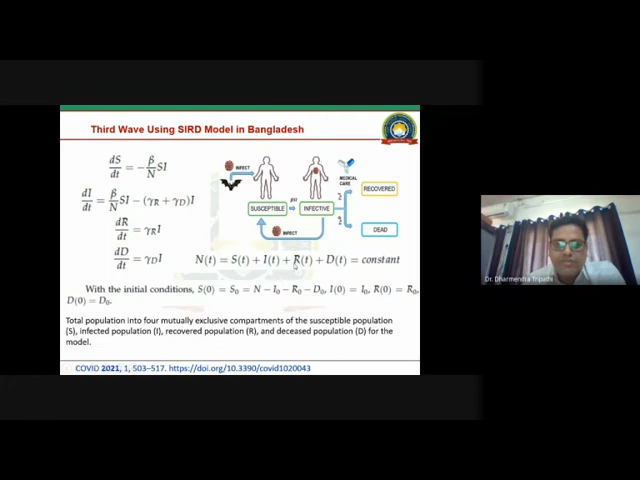 Third Wave Using SIRD Model in Bangladesh
dS/dt = −β/N SI
dI/dt = β/N SI − (γR + γD)I
dR/dt = γR I
dD/dt = γD I
INFECT
MEDICAL
CARE
RECOVERED
SUSCEPTIBLE
INFECTIVE
INFECT
DEAD
N(t) = S(t) + I(t) + R(t) + D(t) = constant
With the initial conditions, S(0) = S₀ = N − I₀ − R₀ − D₀, I(0) = I₀, R(0) = R₀,
D(0) = D₀.
Total population into four mutually exclusive compartments of the susceptible population
(S), infected population (I), recovered population (R), and deceased population (D) for the
model.
COVID 2021, 1, 503–517. https://doi.org/10.3390/covid1020043
Dr. Dharmendra Tripathi